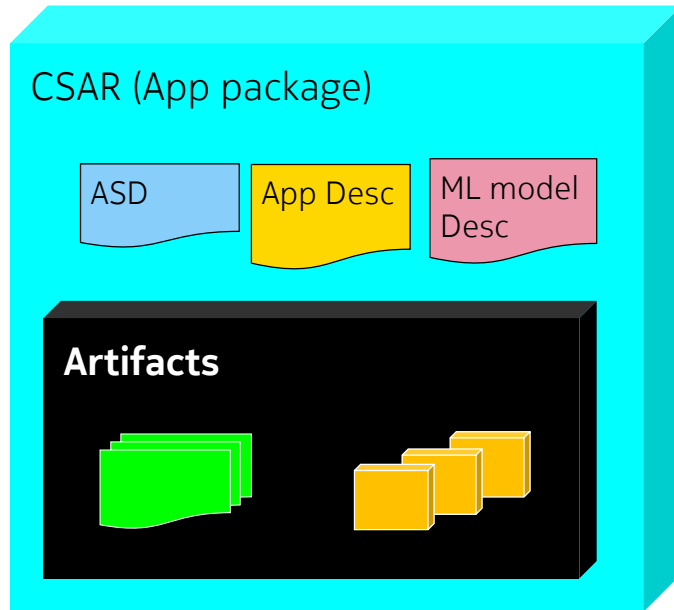 CSAR (App package)
ASD
App Desc
ML model
Desc
Artifacts